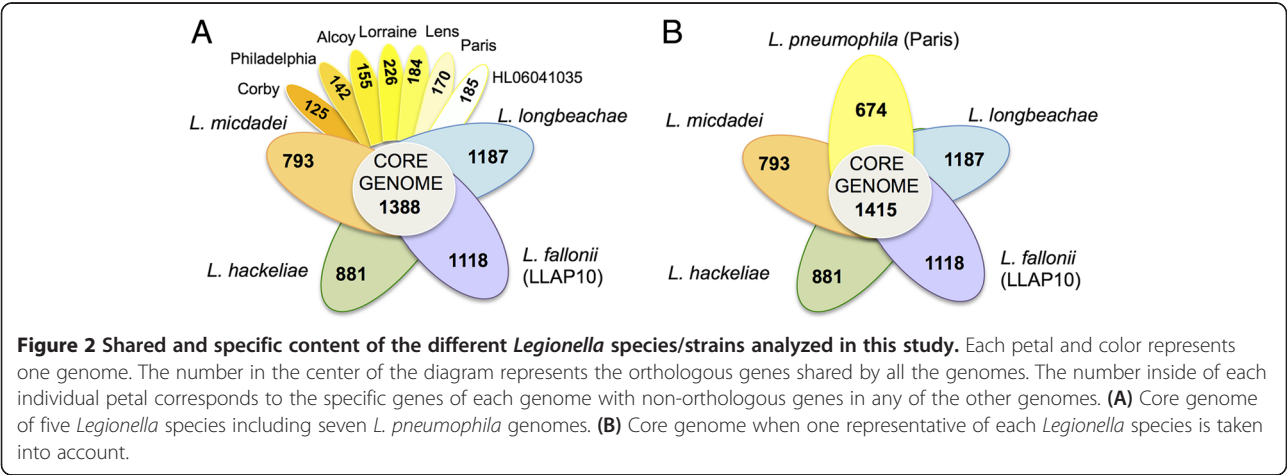 A
Alcoy Lorraine Lens
Philadelphia Paris
Corby HL06041035
125 142 155 226 184 170 185
L. micdadei L. longbeachae
793 1187
CORE
GENOME
1388
881 1118
L. hackeliae L. fallonii
(LLAP10)
B
L. pneumophila (Paris)
674
L. micdadei L. longbeachae
793 1187
CORE
GENOME
1415
881 1118
L. hackeliae L. fallonii
(LLAP10)
Figure 2 Shared and specific content of the different Legionella species/strains analyzed in this study. Each petal and color represents
one genome. The number in the center of the diagram represents the orthologous genes shared by all the genomes. The number inside of each
individual petal corresponds to the specific genes of each genome with non-orthologous genes in any of the other genomes. (A) Core genome
of five Legionella species including seven L. pneumophila genomes. (B) Core genome when one representative of each Legionella species is taken
into account.